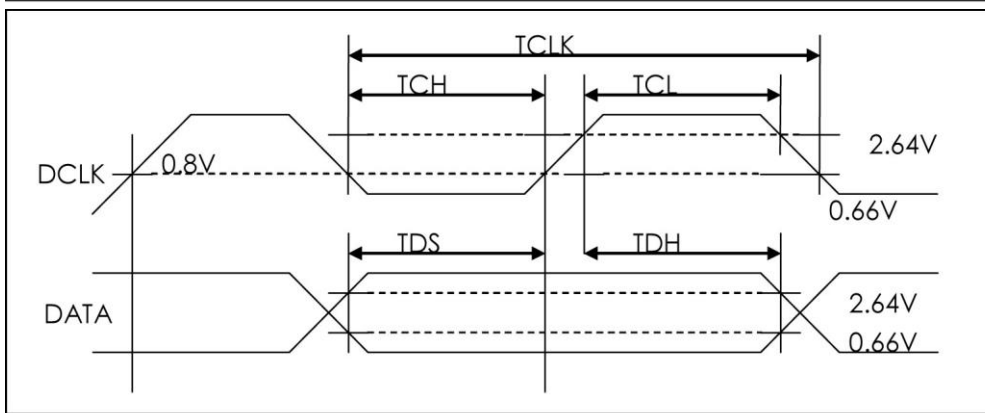 TCLK
TCH
TCL
2.64V
DCLK
0.8V
0.66V
TDS
TDH
DATA
2.64V
0.66V